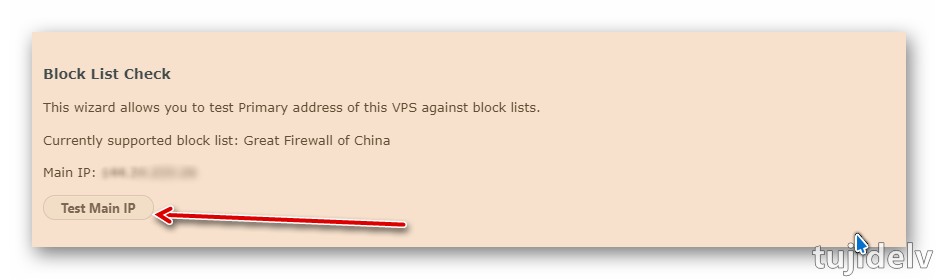 Block List Check
This wizard allows you to test Primary address of this VPS against block lists.
Currently supported block list: Great Firewall of China
Main IP:
Test Main IP
tujidelv